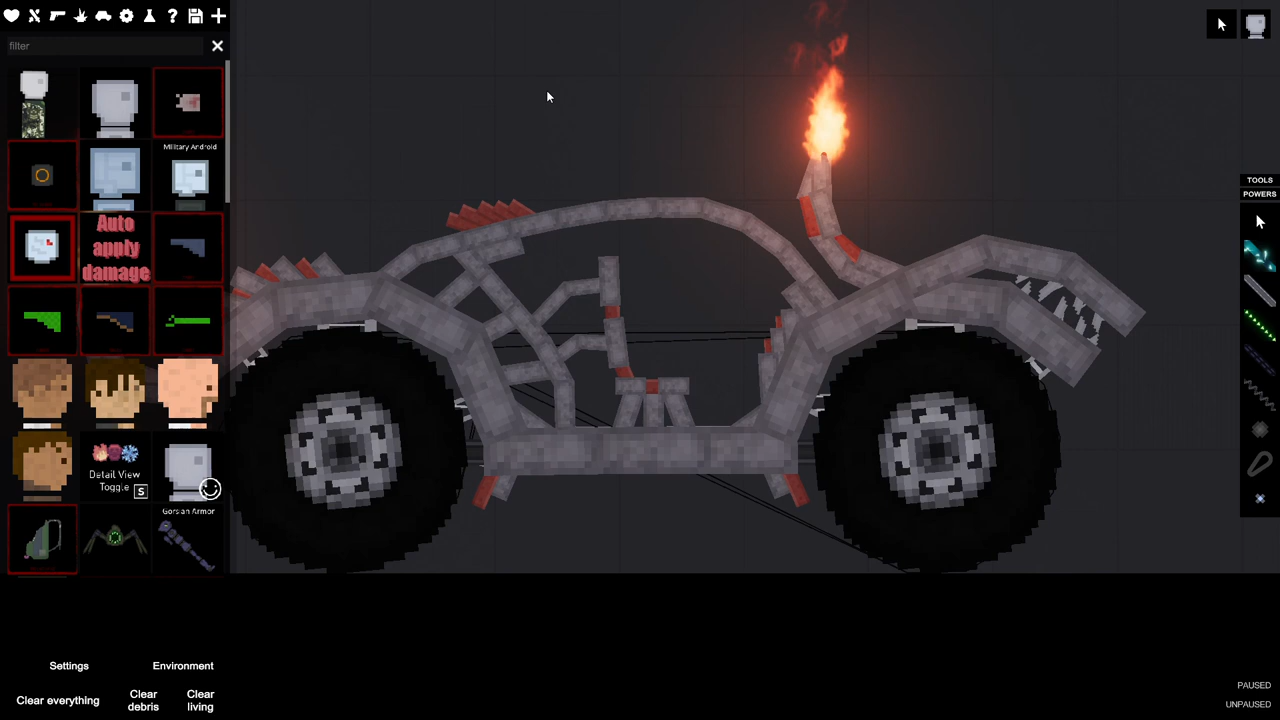 filter
Military Android
Auto
apply
damage
Detail View
Toggle
S
Gorsian Armor
Settings
Environment
Clear everything
Clear
debris
Clear
living
TOOLS
POWERS
PAUSED
UNPAUSED